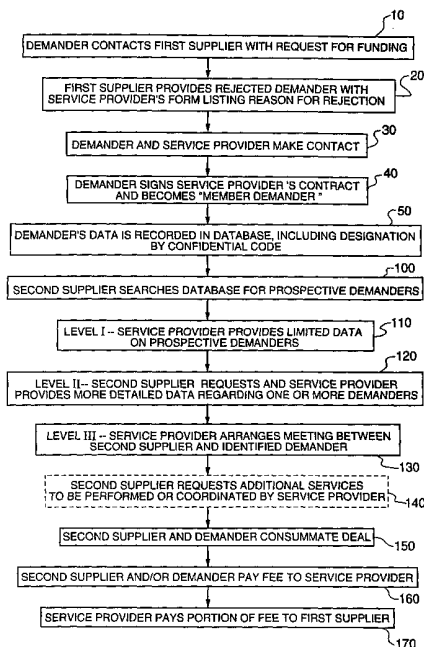 10
DEMANDER CONTACTS FIRST SUPPLIER WITH REQUEST FOR FUNDING
20
FIRST SUPPLIER PROVIDES REJECTED DEMANDER WITH
SERVICE PROVIDER'S FORM LISTING REASON FOR REJECTION
30
DEMANDER AND SERVICE PROVIDER MAKE CONTACT
40
DEMANDER SIGNS SERVICE PROVIDER'S CONTRACT
AND BECOMES "MEMBER DEMANDER"
50
DEMANDER'S DATA IS RECORDED IN DATABASE, INCLUDING DESIGNATION
BY CONFIDENTIAL CODE
100
SECOND SUPPLIER SEARCHES DATABASE FOR PROSPECTIVE DEMANDERS
110
LEVEL I -- SERVICE PROVIDER PROVIDES LIMITED DATA
ON PROSPECTIVE DEMANDERS
120
LEVEL II-- SECOND SUPPLIER REQUESTS AND SERVICE PROVIDER
PROVIDES MORE DETAILED DATA REGARDING ONE OR MORE DEMANDERS
LEVEL III -- SERVICE PROVIDER ARRANGES MEETING BETWEEN
SECOND SUPPLIER AND IDENTIFIED DEMANDER
130
SECOND SUPPLIER REQUESTS ADDITIONAL SERVICES
TO BE PERFORMED OR COORDINATED BY SERVICE PROVIDER
140
SECOND SUPPLIER AND DEMANDER CONSUMMATE DEAL
150
SECOND SUPPLIER AND/OR DEMANDER PAY FEE TO SERVICE PROVIDER
160
SERVICE PROVIDER PAYS PORTION OF FEE TO FIRST SUPPLIER
170